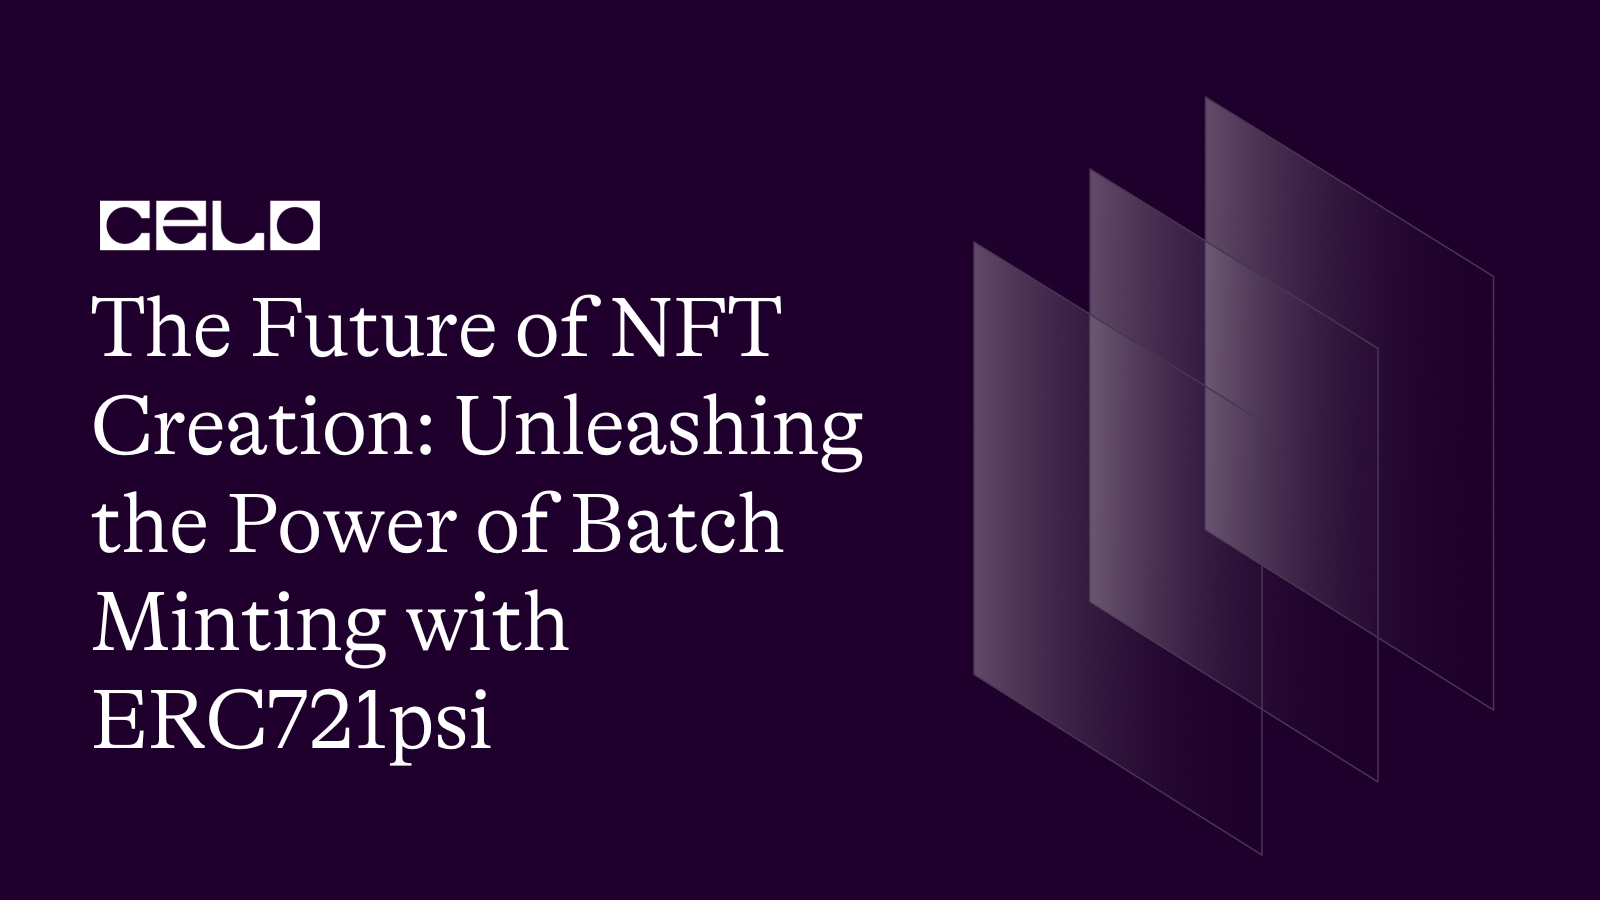 CELO
The Future of NFT
Creation: Unleashing
the Power of Batch
Minting with
ERC721psi